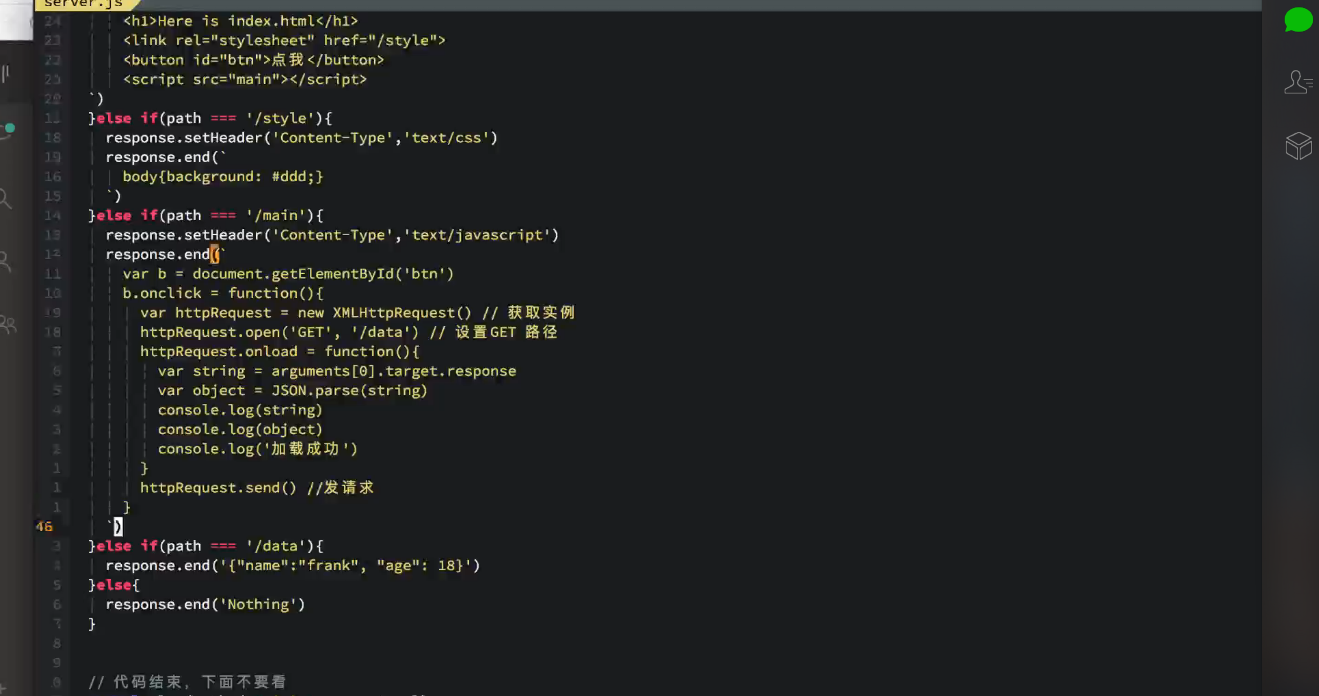 server.js
24 <h1>Here is index.html</h1>
23 <link rel="stylesheet" href="/style">
22 <button id="btn">点我</button>
<script src="main"></script>
20 `)
}else if(path === '/style'){
18 response.setHeader('Content-Type','text/css')
response.end(`
16 body{background: #ddd;}
15 `)
14 }else if(path === '/main'){
13 response.setHeader('Content-Type','text/javascript')
12 response.end(`
11 var b = document.getElementById('btn')
10 b.onclick = function(){
var httpRequest = new XMLHttpRequest() // 获取实例
httpRequest.open('GET', '/data') // 设置GET 路径
httpRequest.onload = function(){
6 var string = arguments[0].target.response
5 var object = JSON.parse(string)
4 console.log(string)
3 console.log(object)
2 console.log('加载成功')
1 }
1 httpRequest.send() //发请求
1 }
46 `)
3 }else if(path === '/data'){
4 response.end('{"name":"frank", "age": 18}')
5 }else{
6 response.end('Nothing')
7 }
8
9
// 代码结束，下面不要看